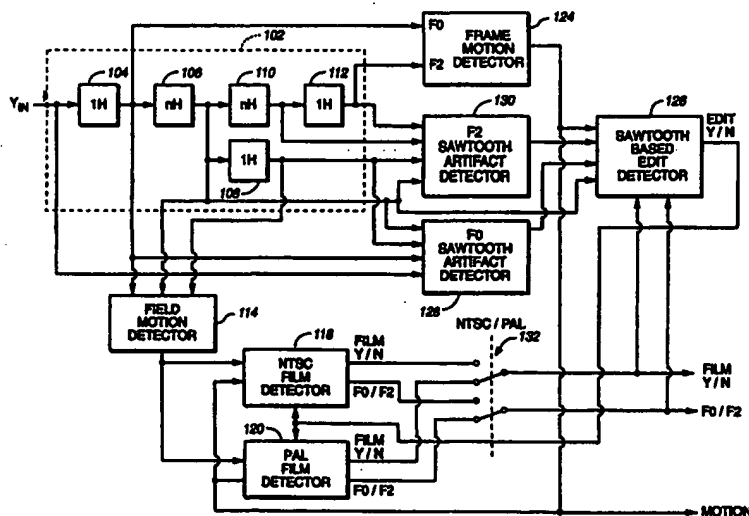 102
104
106
110
112
Y_IN
1H
nH
nH
1H
1H
108
F0
F2
FRAME
MOTION
DETECTOR
124
130
F2
SAWTOOTH
ARTIFACT
DETECTOR
F0
SAWTOOTH
ARTIFACT
DETECTOR
128
126
SAWTOOTH
BASED
EDIT
DETECTOR
EDIT
Y / N
FIELD
MOTION
DETECTOR
114
118
NTSC
FILM
DETECTOR
FILM
Y / N
F0 / F2
120
PAL
FILM
DETECTOR
FILM
Y / N
F0 / F2
NTSC / PAL
132
FILM
Y / N
F0 / F2
MOTION